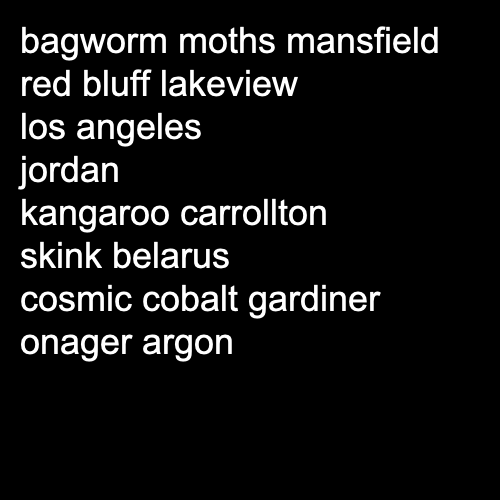 bagworm moths mansfield
red bluff lakeview
los angeles
jordan
kangaroo carrollton
skink belarus
cosmic cobalt gardiner
onager argon